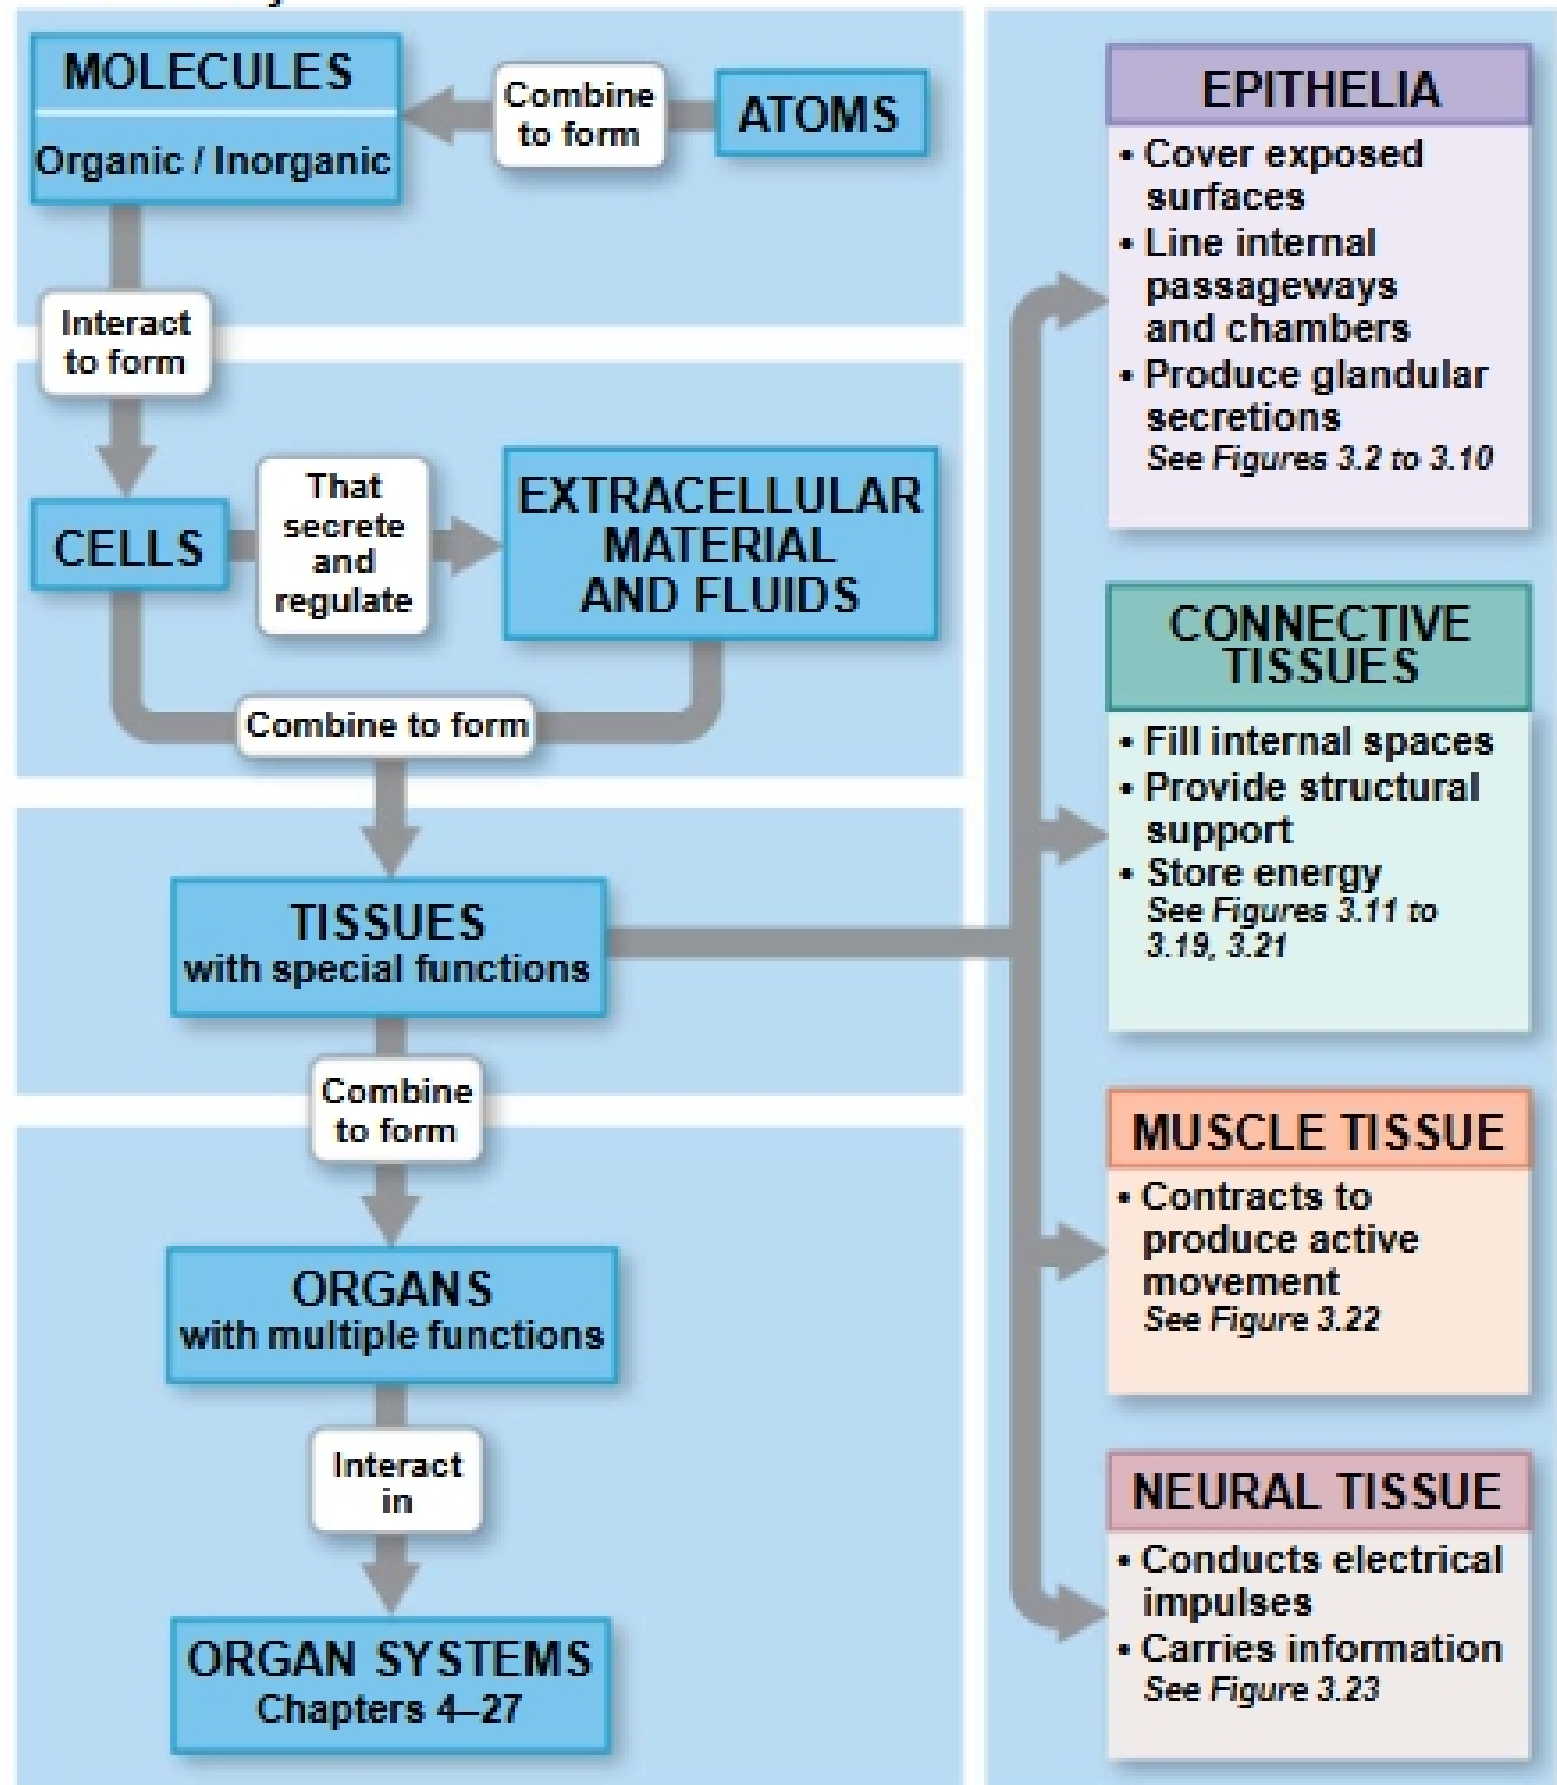 MOLECULES
Organic / Inorganic
Combine
to form
ATOMS
Interact
to form
CELLS
That
secrete
and
regulate
EXTRACELLULAR
MATERIAL
AND FLUIDS
Combine to form
TISSUES
with special functions
Combine
to form
ORGANS
with multiple functions
Interact
in
ORGAN SYSTEMS
Chapters 4–27
EPITHELIA
• Cover exposed
surfaces
• Line internal
passageways
and chambers
• Produce glandular
secretions
See Figures 3.2 to 3.10
CONNECTIVE
TISSUES
• Fill internal spaces
• Provide structural
support
• Store energy
See Figures 3.11 to
3.19, 3.21
MUSCLE TISSUE
• Contracts to
produce active
movement
See Figure 3.22
NEURAL TISSUE
• Conducts electrical
impulses
• Carries information
See Figure 3.23